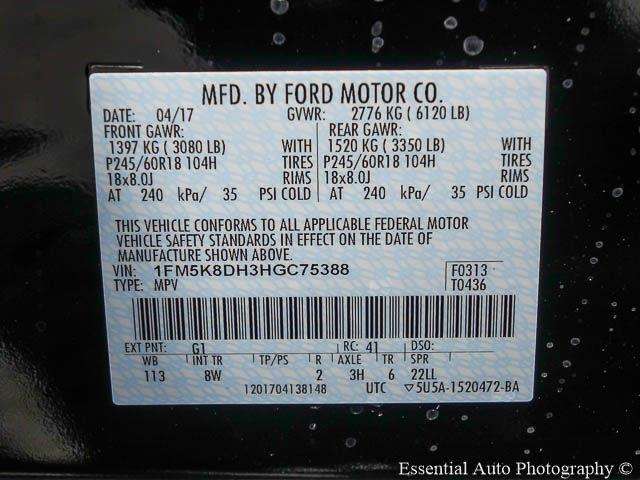 MFD. BY FORD MOTOR CO.
DATE: 04/17 GVWR: 2776 KG ( 6120 LB)
FRONT GAWR: REAR GAWR:
1397 KG ( 3080 LB) WITH 1520 KG ( 3350 LB) WITH
P245/60R18 104H TIRES P245/60R18 104H TIRES
18x8.0J RIMS 18x8.0J RIMS
AT 240 kPa/ 35 PSI COLD AT 240 kPa/ 35 PSI COLD
THIS VEHICLE CONFORMS TO ALL APPLICABLE FEDERAL MOTOR
VEHICLE SAFETY STANDARDS IN EFFECT ON THE DATE OF
MANUFACTURE SHOWN ABOVE.
VIN: 1FM5K8DH3HGC75388 F0313
TYPE: MPV T0436
EXT PNT: G1 RC: 41 DSO:
WB INT TR TP/PS R AXLE TR SPR
113 8W 2 3H 6 22LL
1201704138148 UTC ▽5U5A-1520472-BA
Essential Auto Photography (c)